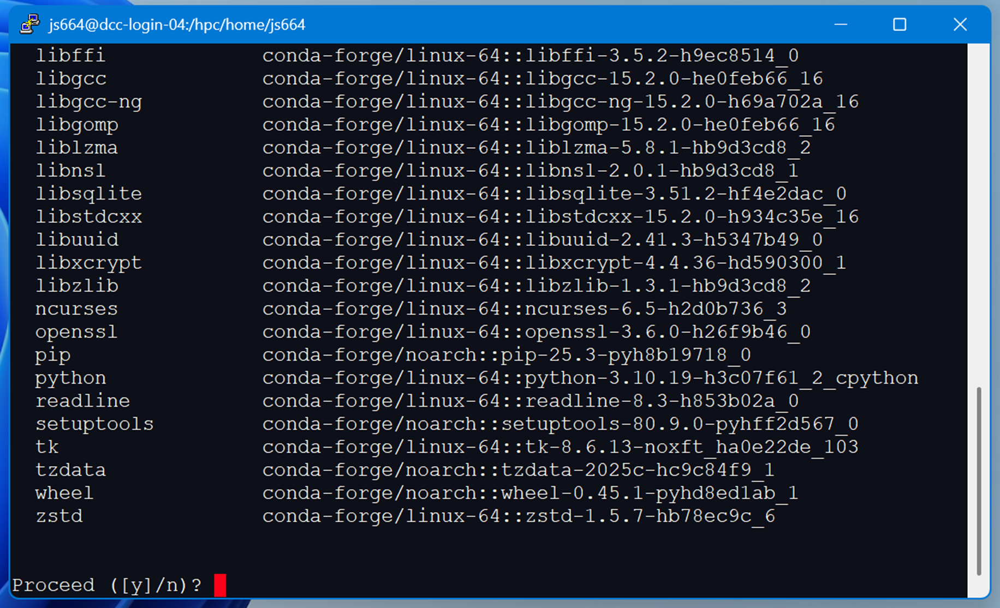 js664@dcc-login-04:/hpc/home/js664
libffi conda-forge/linux-64::libffi-3.5.2-h9ec8514_0
libgcc conda-forge/linux-64::libgcc-15.2.0-he0feb66_16
libgcc-ng conda-forge/linux-64::libgcc-ng-15.2.0-h69a702a_16
libgomp conda-forge/linux-64::libgomp-15.2.0-he0feb66_16
liblzma conda-forge/linux-64::liblzma-5.8.1-hb9d3cd8_2
libnsl conda-forge/linux-64::libnsl-2.0.1-hb9d3cd8_1
libsqlite conda-forge/linux-64::libsqlite-3.51.2-hf4e2dac_0
libstdcxx conda-forge/linux-64::libstdcxx-15.2.0-h934c35e_16
libuuid conda-forge/linux-64::libuuid-2.41.3-h5347b49_0
libxcrypt conda-forge/linux-64::libxcrypt-4.4.36-hd590300_1
libzlib conda-forge/linux-64::libzlib-1.3.1-hb9d3cd8_2
ncurses conda-forge/linux-64::ncurses-6.5-h2d0b736_3
openssl conda-forge/linux-64::openssl-3.6.0-h26f9b46_0
pip conda-forge/noarch::pip-25.3-pyh8b19718_0
python conda-forge/linux-64::python-3.10.19-h3c07f61_2_cpython
readline conda-forge/linux-64::readline-8.3-h853b02a_0
setuptools conda-forge/noarch::setuptools-80.9.0-pyhff2d567_0
tk conda-forge/linux-64::tk-8.6.13-noxft_ha0e22de_103
tzdata conda-forge/noarch::tzdata-2025c-hc9c84f9_1
wheel conda-forge/noarch::wheel-0.45.1-pyhd8ed1ab_1
zstd conda-forge/linux-64::zstd-1.5.7-hb78ec9c_6
Proceed ([y]/n)?